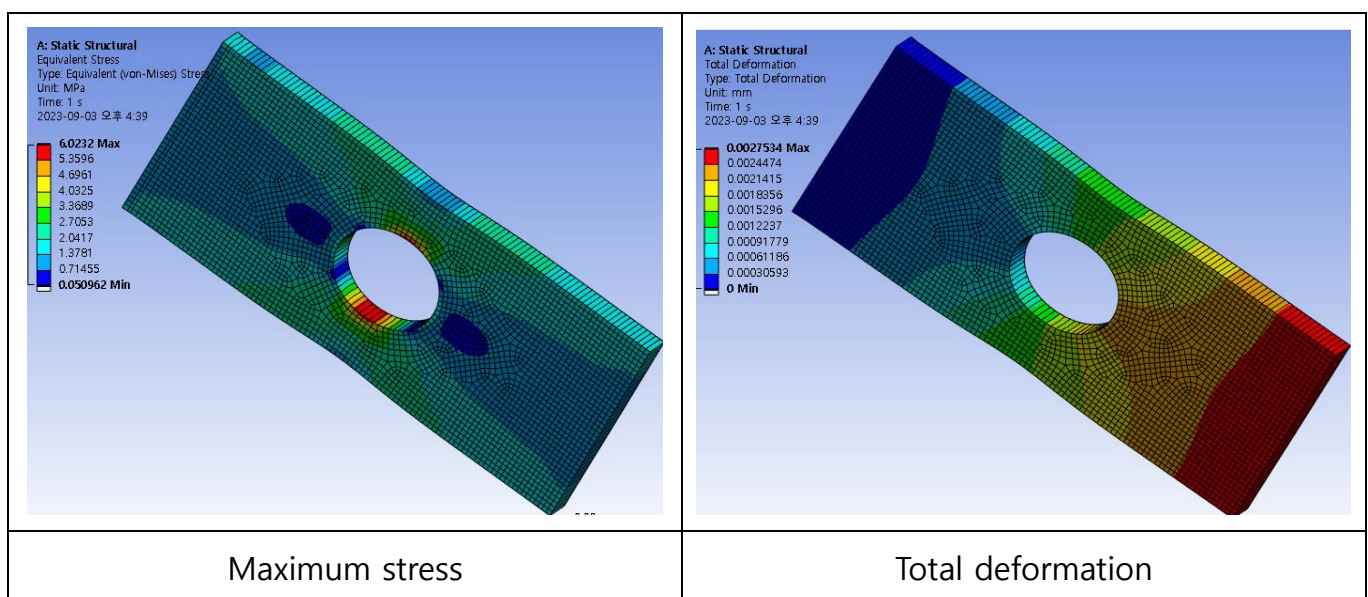 A: Static Structural
Equivalent Stress
Type: Equivalent (von-Mises) Stress
Unit: MPa
Time: 1 s
2023-09-03 오후 4:39
6.0232 Max
5.3596
4.6961
4.0325
3.3689
2.7053
2.0417
1.3781
0.71455
0.050962 Min
A: Static Structural
Total Deformation
Type: Total Deformation
Unit: mm
Time: 1 s
2023-09-03 오후 4:39
0.0027534 Max
0.0024474
0.0021415
0.0018356
0.0015296
0.0012237
0.00091779
0.00061186
0.00030593
0 Min
Maximum stress
Total deformation